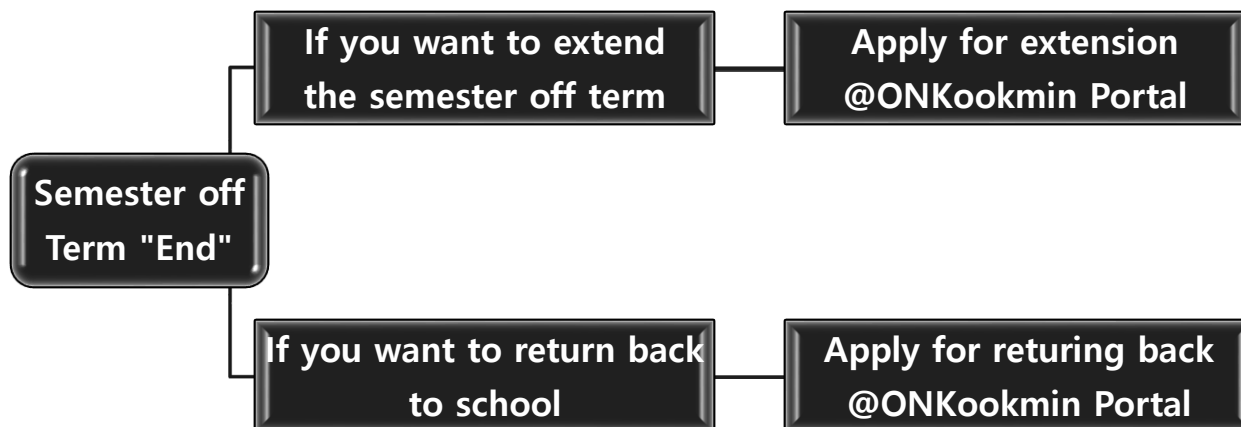 If you want to extend
the semester off term
Apply for extension
@ONKookmin Portal
Semester off
Term "End"
If you want to return back
to school
Apply for returing back
@ONKookmin Portal